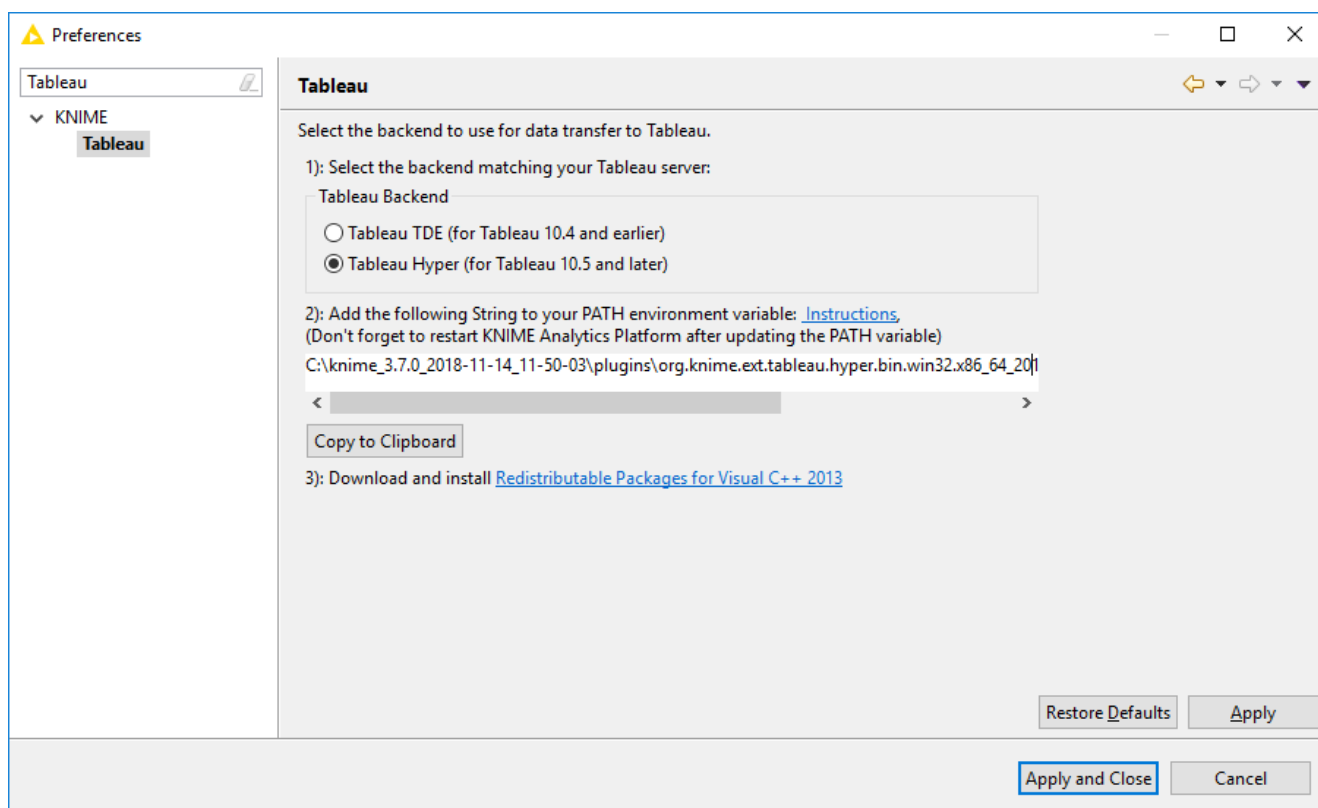 Preferences
Tableau
KNIME
Tableau
Tableau
Select the backend to use for data transfer to Tableau.
1): Select the backend matching your Tableau server:
Tableau Backend
Tableau TDE (for Tableau 10.4 and earlier)
Tableau Hyper (for Tableau 10.5 and later)
2): Add the following String to your PATH environment variable: Instructions,
(Don't forget to restart KNIME Analytics Platform after updating the PATH variable)
C:\knime_3.7.0_2018-11-14_11-50-03\plugins\org.knime.ext.tableau.hyper.bin.win32.x86_64_201
Copy to Clipboard
3): Download and install Redistributable Packages for Visual C++ 2013
Restore Defaults Apply
Apply and Close Cancel